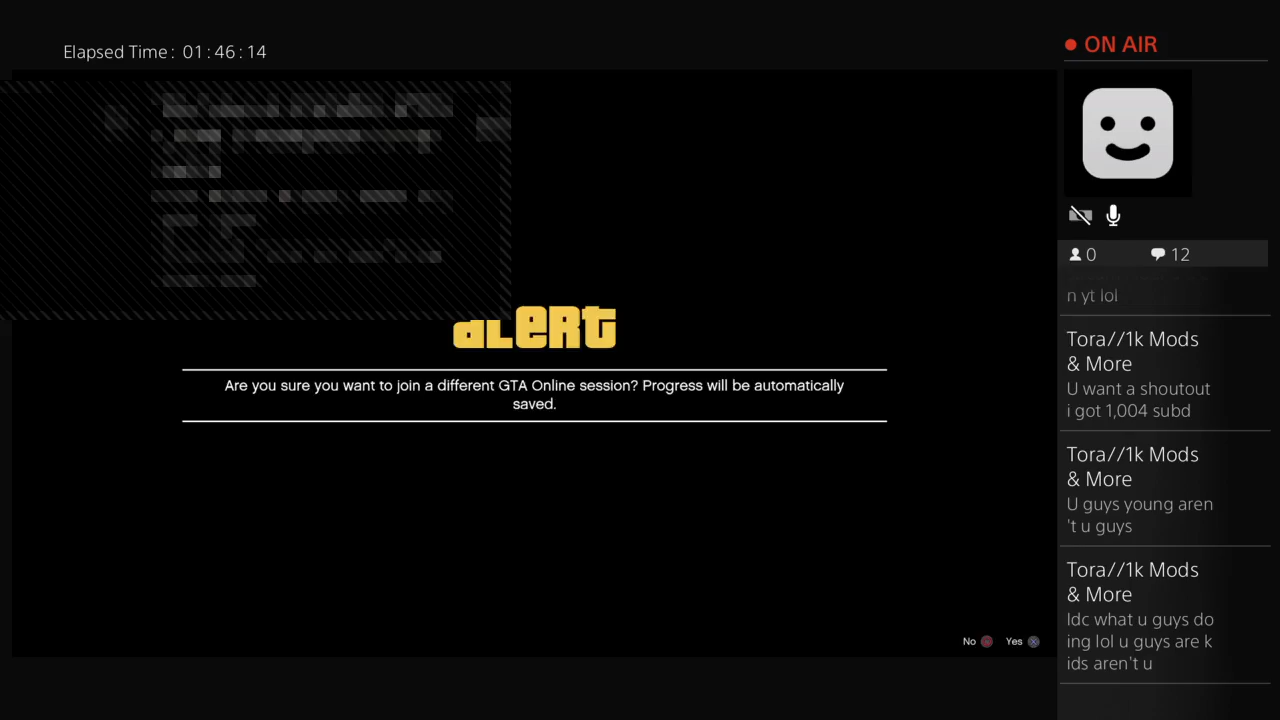 Elapsed Time: 01:46:14
ON AIR
0
12
n yt lol
Tora//1k Mods
& More
U want a shoutout
i got 1,004 subd
Tora//1k Mods
& More
U guys young aren
't u guys
Tora//1k Mods
& More
Idc what u guys do
ing lol u guys are k
ids aren't u
alert
Are you sure you want to join a different GTA Online session? Progress will be automatically
saved.
No
Yes